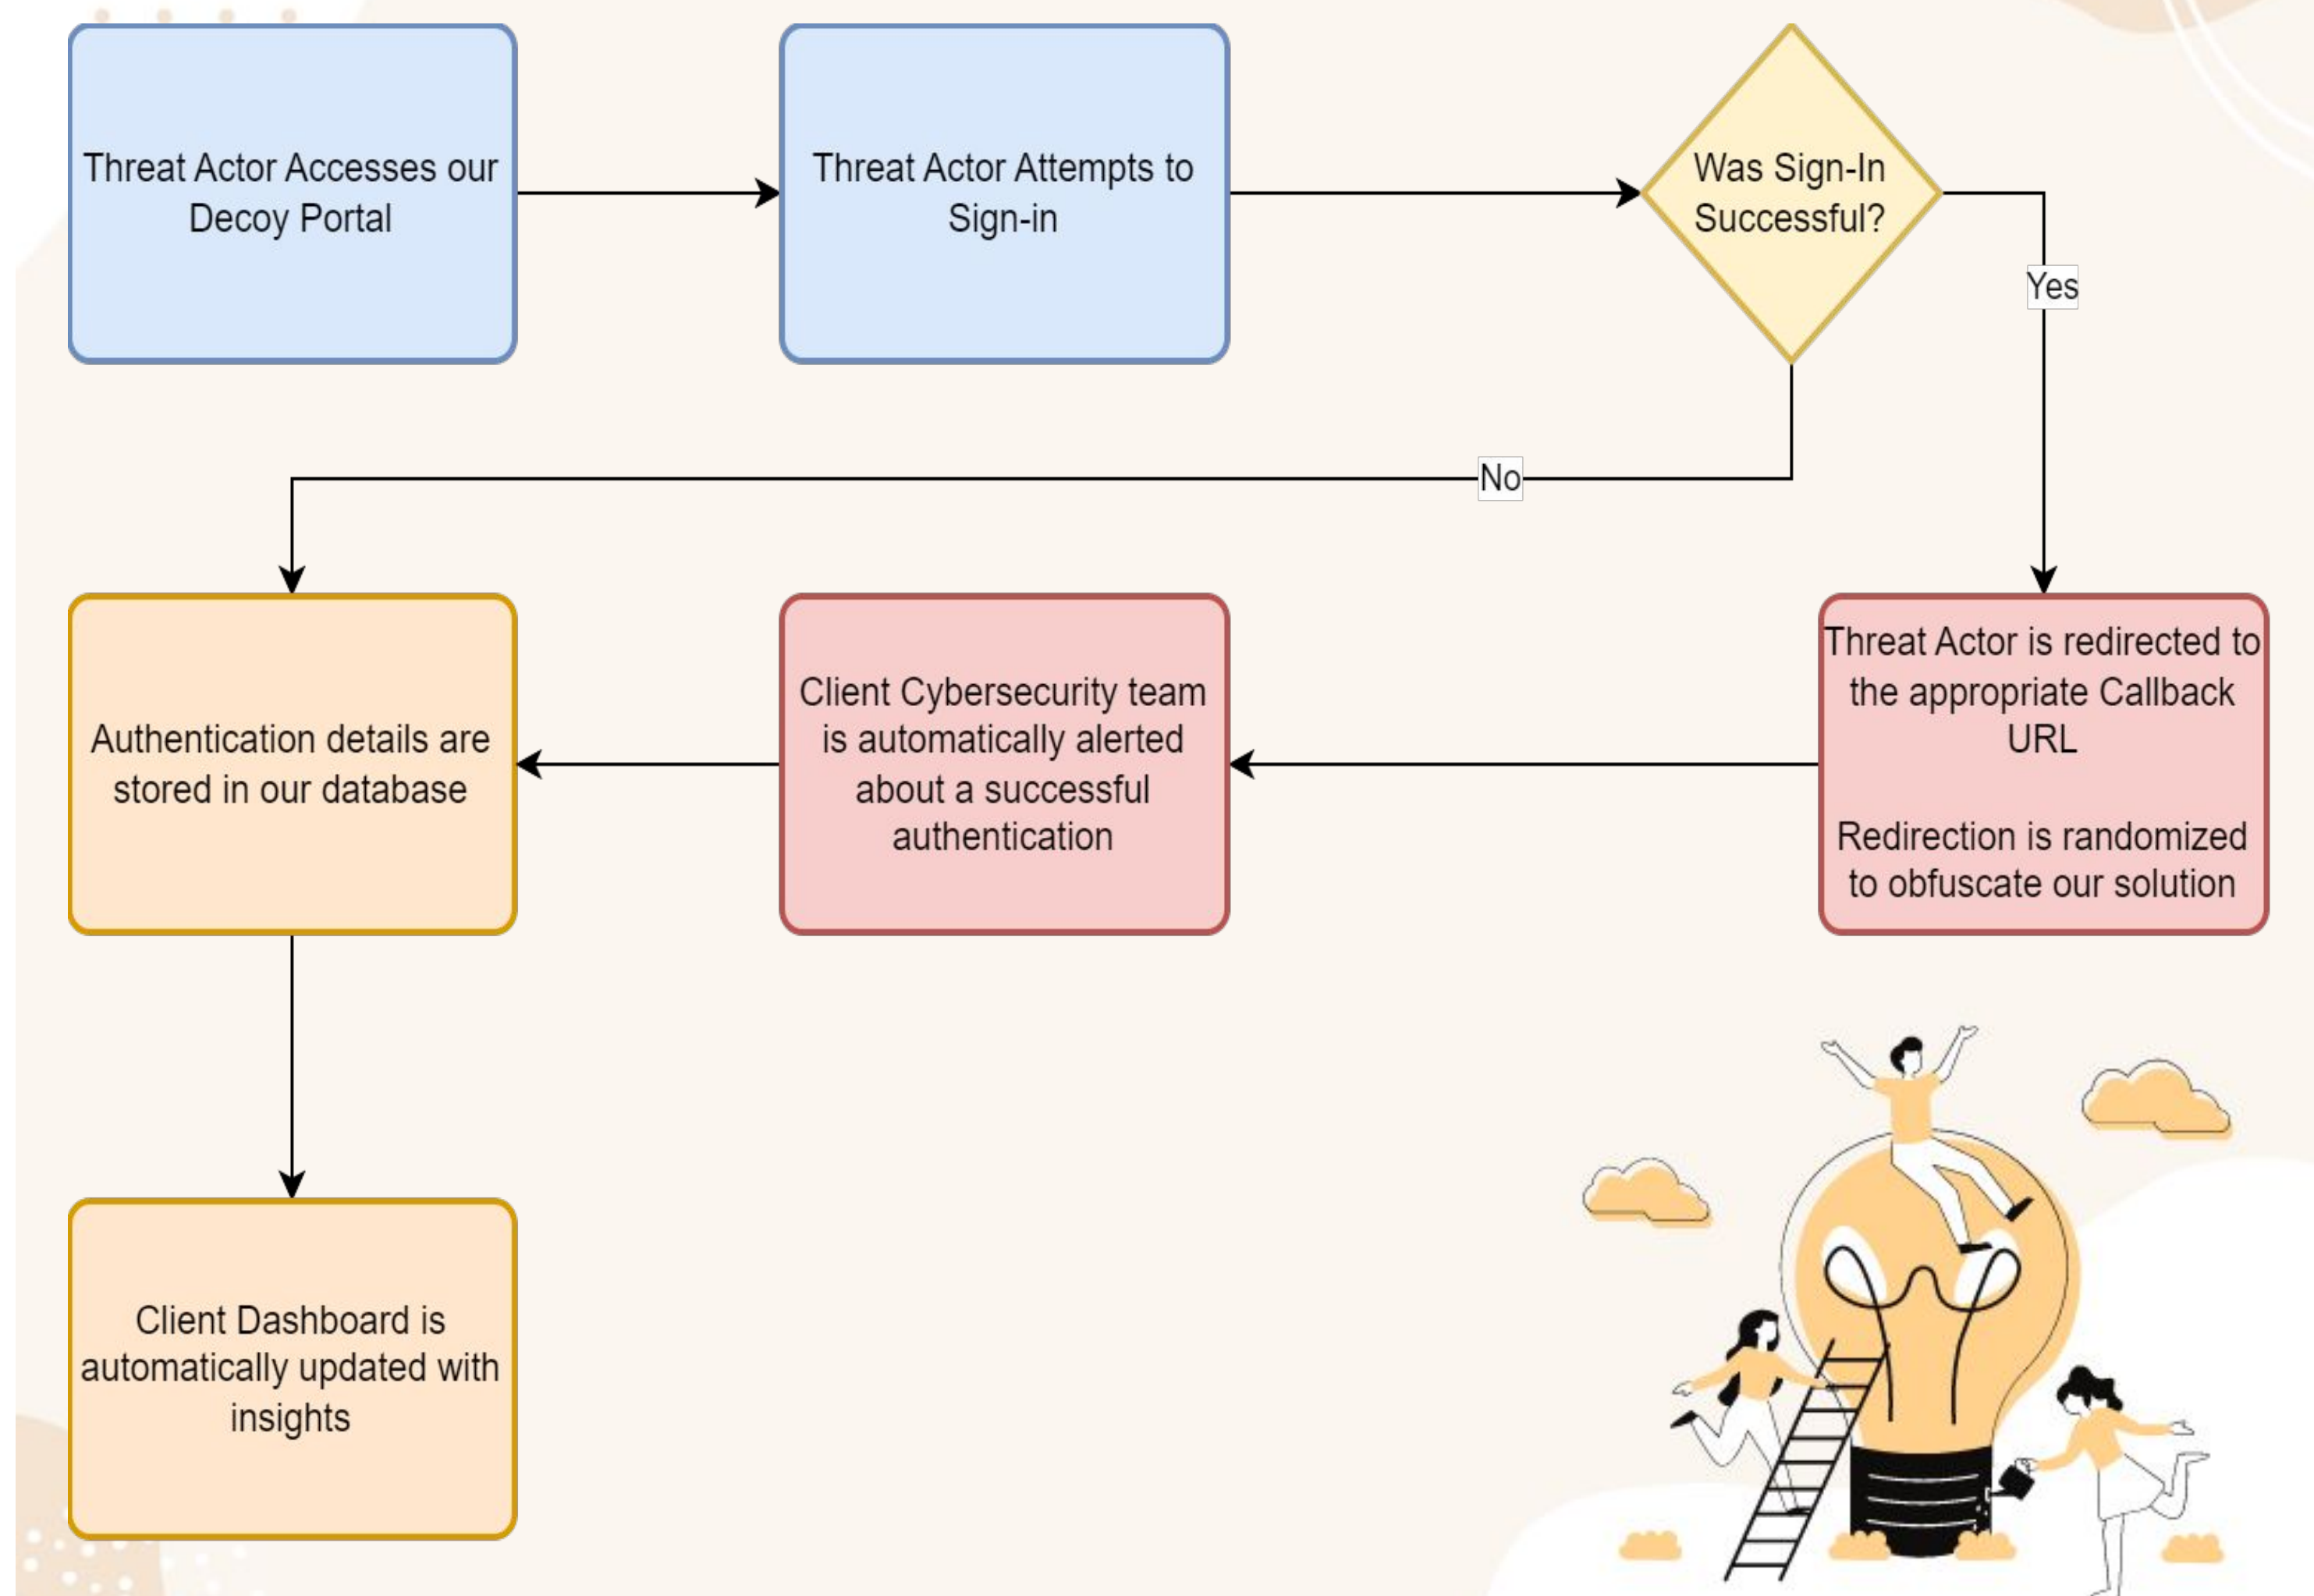 Threat Actor Accesses our
Decoy Portal
Threat Actor Attempts to
Sign-in
Was Sign-In
Successful?
Yes
No
Authentication details are
stored in our database
Client Cybersecurity team
is automatically alerted
about a successful
authentication
Threat Actor is redirected to
the appropriate Callback
URL
Redirection is randomized
to obfuscate our solution
Client Dashboard is
automatically updated with
insights